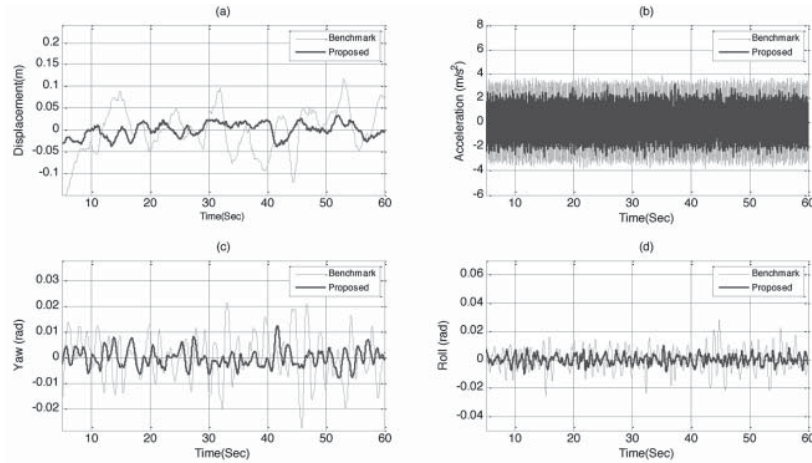 (a)
Benchmark
Proposed
0.2
0.15
0.1
0.05
0
-0.05
-0.1
Displacement(m)
10 20 30 40 50 60
Time(Sec)
(b)
Benchmark
Proposed
8
6
4
2
0
-2
-4
-6
Acceleration (m/s²)
10 20 30 40 50 60
Time(Sec)
(c)
Benchmark
Proposed
0.03
0.02
0.01
0
-0.01
-0.02
Yaw (rad)
10 20 30 40 50 60
Time(Sec)
(d)
Benchmark
Proposed
0.06
0.04
0.02
0
-0.02
-0.04
Roll (rad)
10 20 30 40 50 60
Time(Sec)